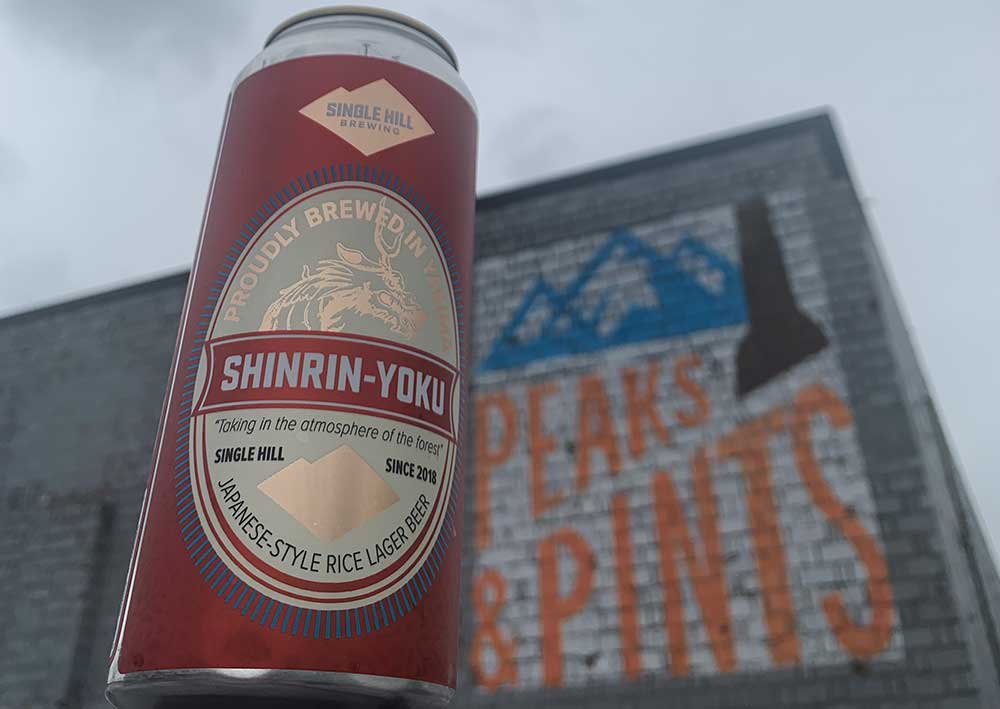 SINGLE HILL
BREWING
PROUDLY BREWED IN YAKIMA
SHINRIN-YOKU
"Taking in the atmosphere of the forest"
SINGLE HILL
SINCE 2018
JAPANESE-STYLE RICE LAGER BEER
PEAKS
& PINTS